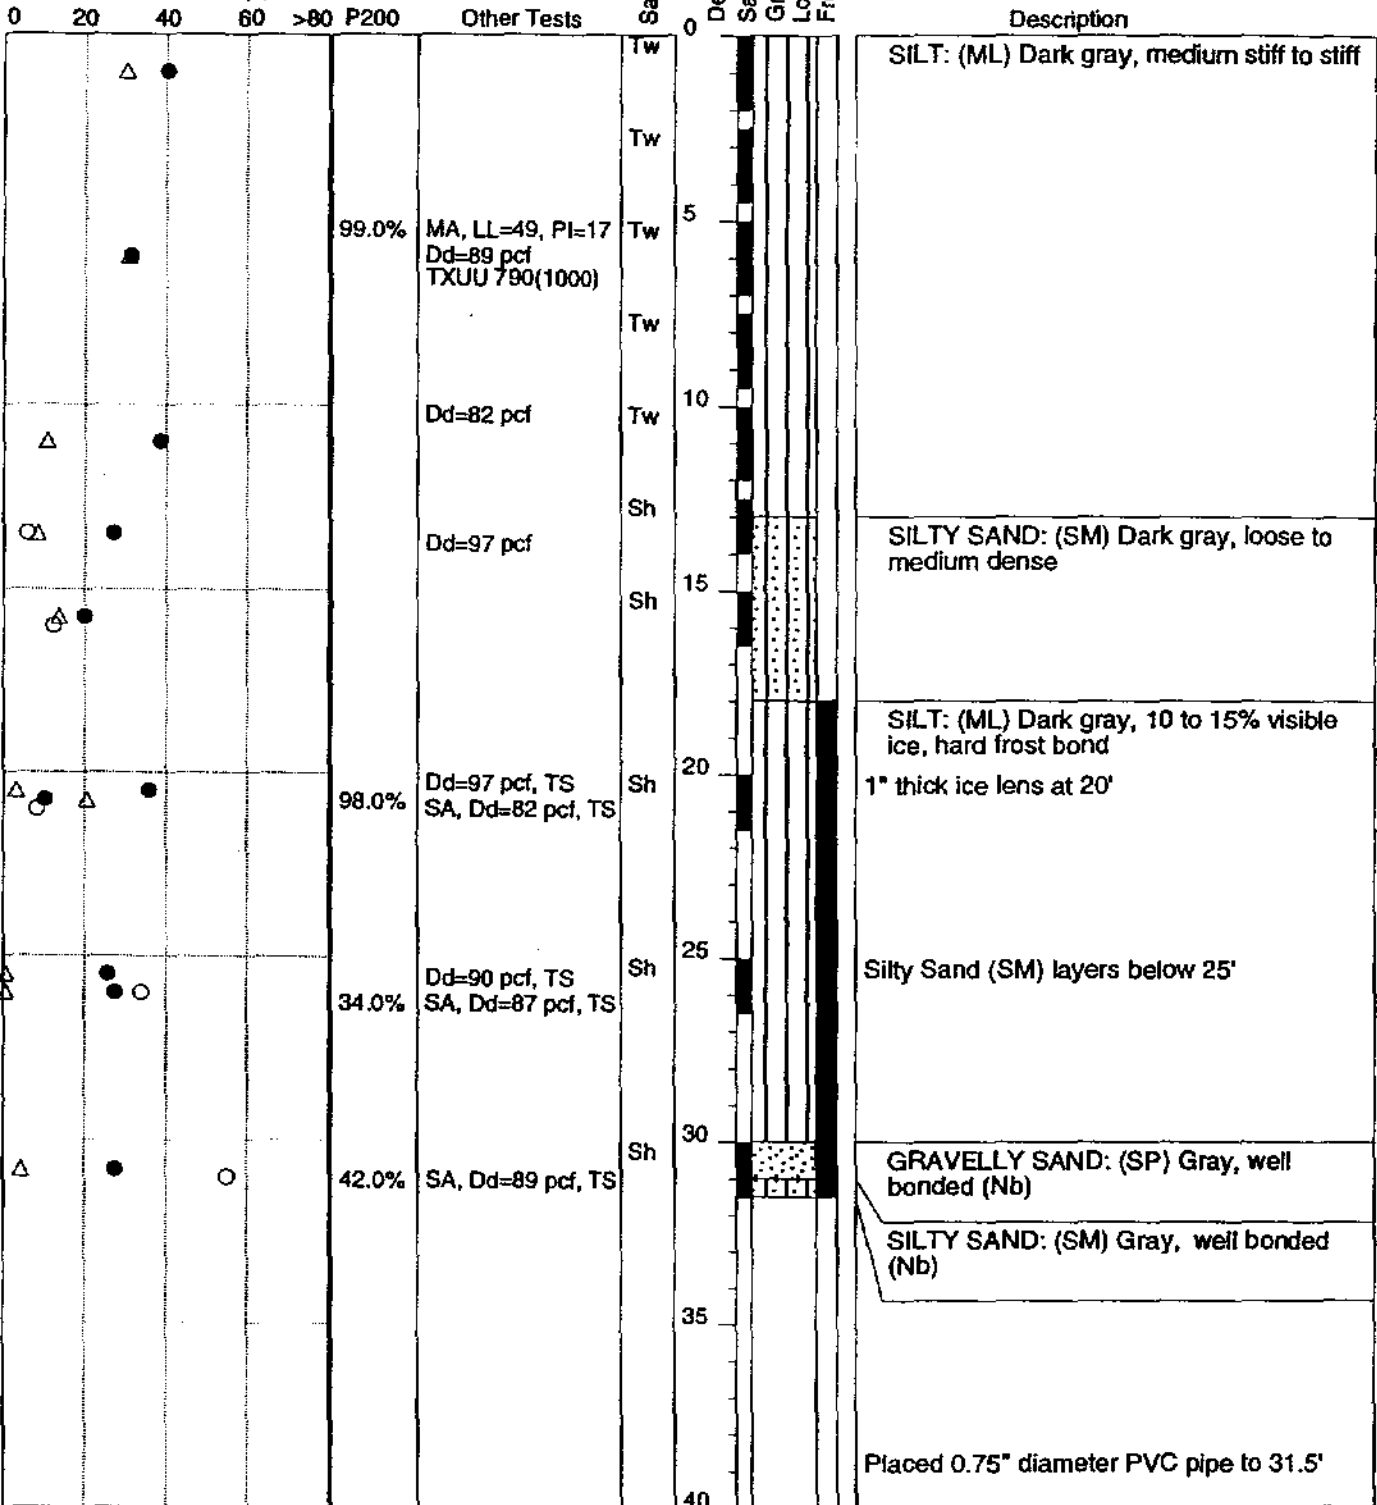 0 20 40 60 >80 P200 Other Tests Sa De Sa Gr Lo Fr Description
0
Tw
SILT: (ML) Dark gray, medium stiff to stiff
Tw
5
99.0% MA, LL=49, PI=17 Tw
Dd=89 pcf
TXUU 790(1000)
Tw
10
Dd=82 pcf Tw
Sh
SILTY SAND: (SM) Dark gray, loose to
medium dense
Dd=97 pcf
15
Sh
SILT: (ML) Dark gray, 10 to 15% visible
ice, hard frost bond
20
Dd=97 pcf, TS Sh 1" thick ice lens at 20'
98.0% SA, Dd=82 pcf, TS
25
Sh Silty Sand (SM) layers below 25'
Dd=90 pcf, TS
34.0% SA, Dd=87 pcf, TS
30
Sh
GRAVELLY SAND: (SP) Gray, well
bonded (Nb)
42.0% SA, Dd=89 pcf, TS
SILTY SAND: (SM) Gray, well bonded
(Nb)
35
Placed 0.75" diameter PVC pipe to 31.5'
40